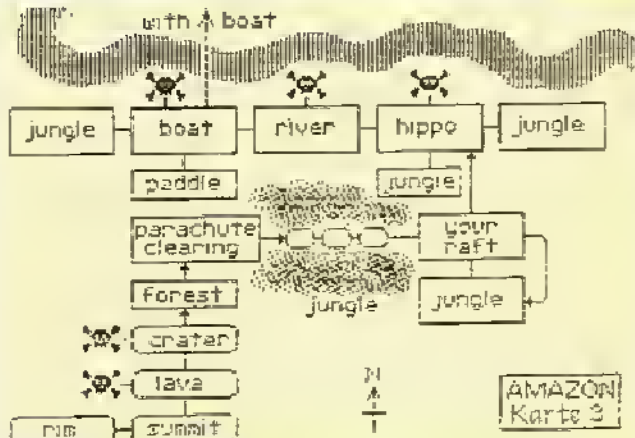 with boat
jungle
boat
river
hippo
jungle
paddle
jungle
parachute
clearing
your
raft
forest
jungle
jungle
crater
lava
N
rim
summit
AMAZON
Karte 3